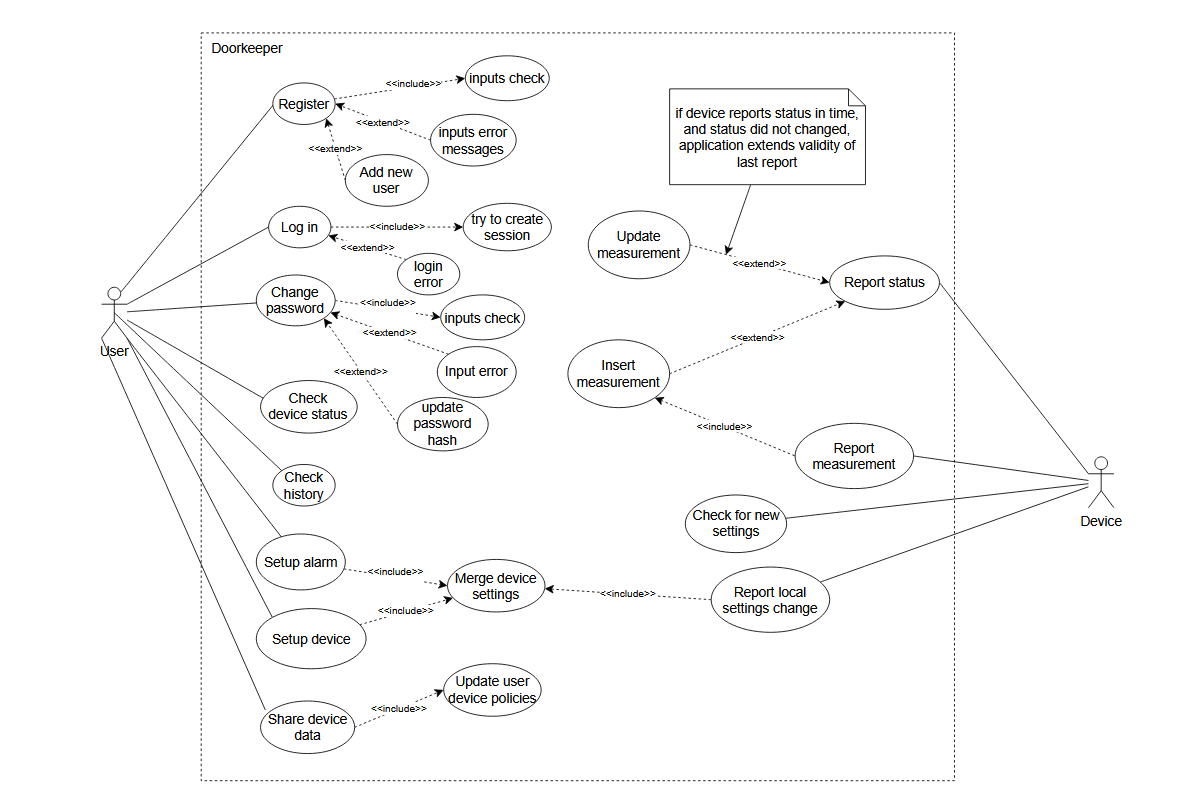 Doorkeeper
<<include>>
inputs check
Register
<<extend>>
inputs error
messages
<<extend>>
Add new
user
if device reports status in time,
and status did not changed,
application extends validity of
last report
Log in
<<include>>
try to create
session
<<extend>>
login
error
Update
measurement
<<extend>>
Report status
Change
password
<<include>>
inputs check
<<extend>>
Input error
<<extend>>
update
password
hash
User
<<extend>>
Insert
measurement
Check
device status
<<include>>
Report
measurement
Check
history
Check for new
settings
Device
Setup alarm
<<include>>
Merge device
settings
<<include>>
Report local
settings change
<<include>>
Setup device
Update user
device policies
<<include>>
Share device
data